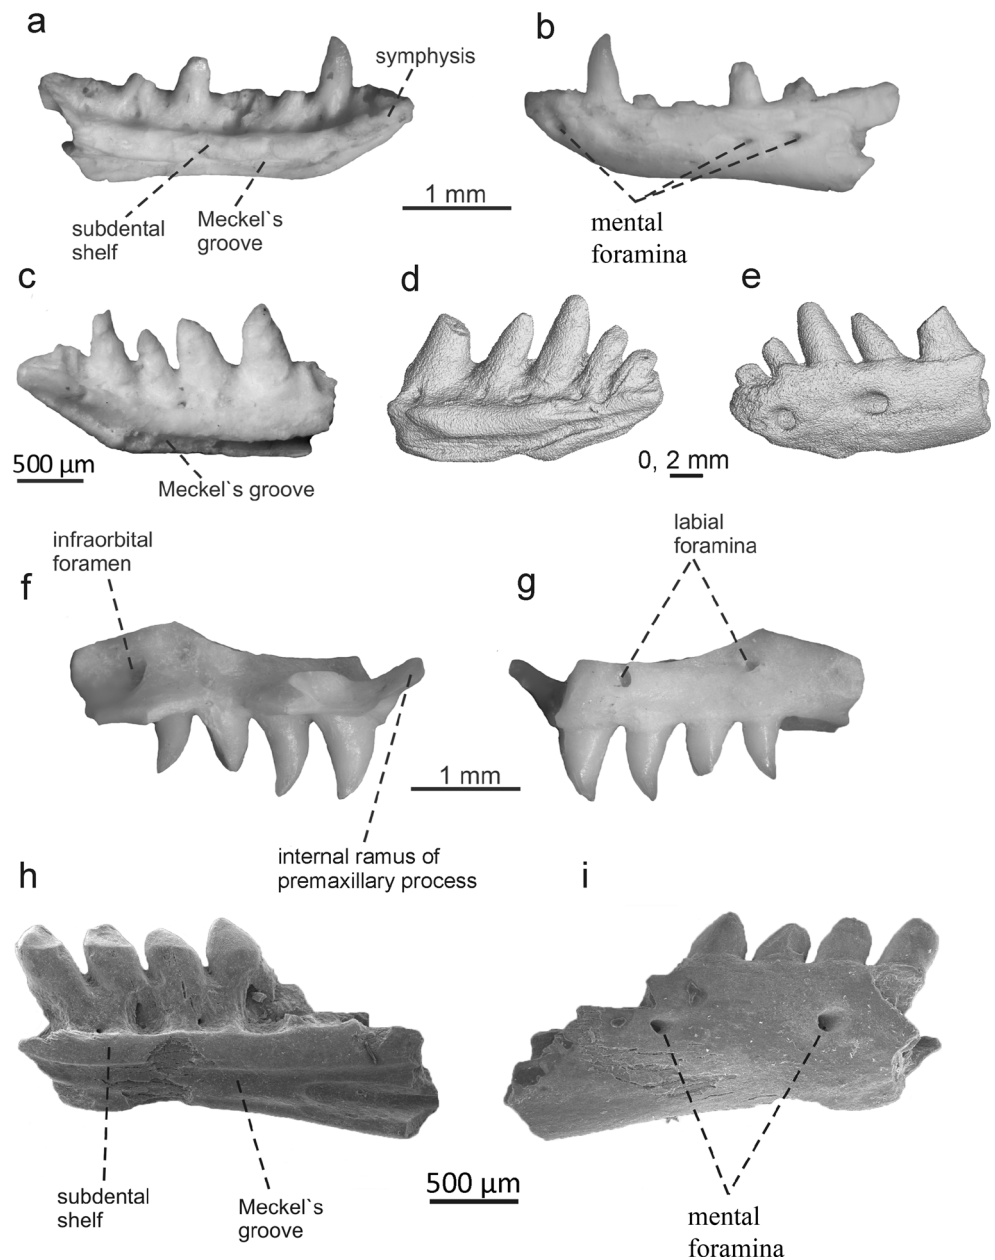 a
b
symphysis
1 mm
subdental
shelf
Meckel`s
groove
mental
foramina
c
d
e
500 µm
Meckel`s groove
0, 2 mm
infraorbital
foramen
labial
foramina
f
g
1 mm
internal ramus of
premaxillary process
h
i
subdental
shelf
Meckel`s
groove
500 µm
mental
foramina